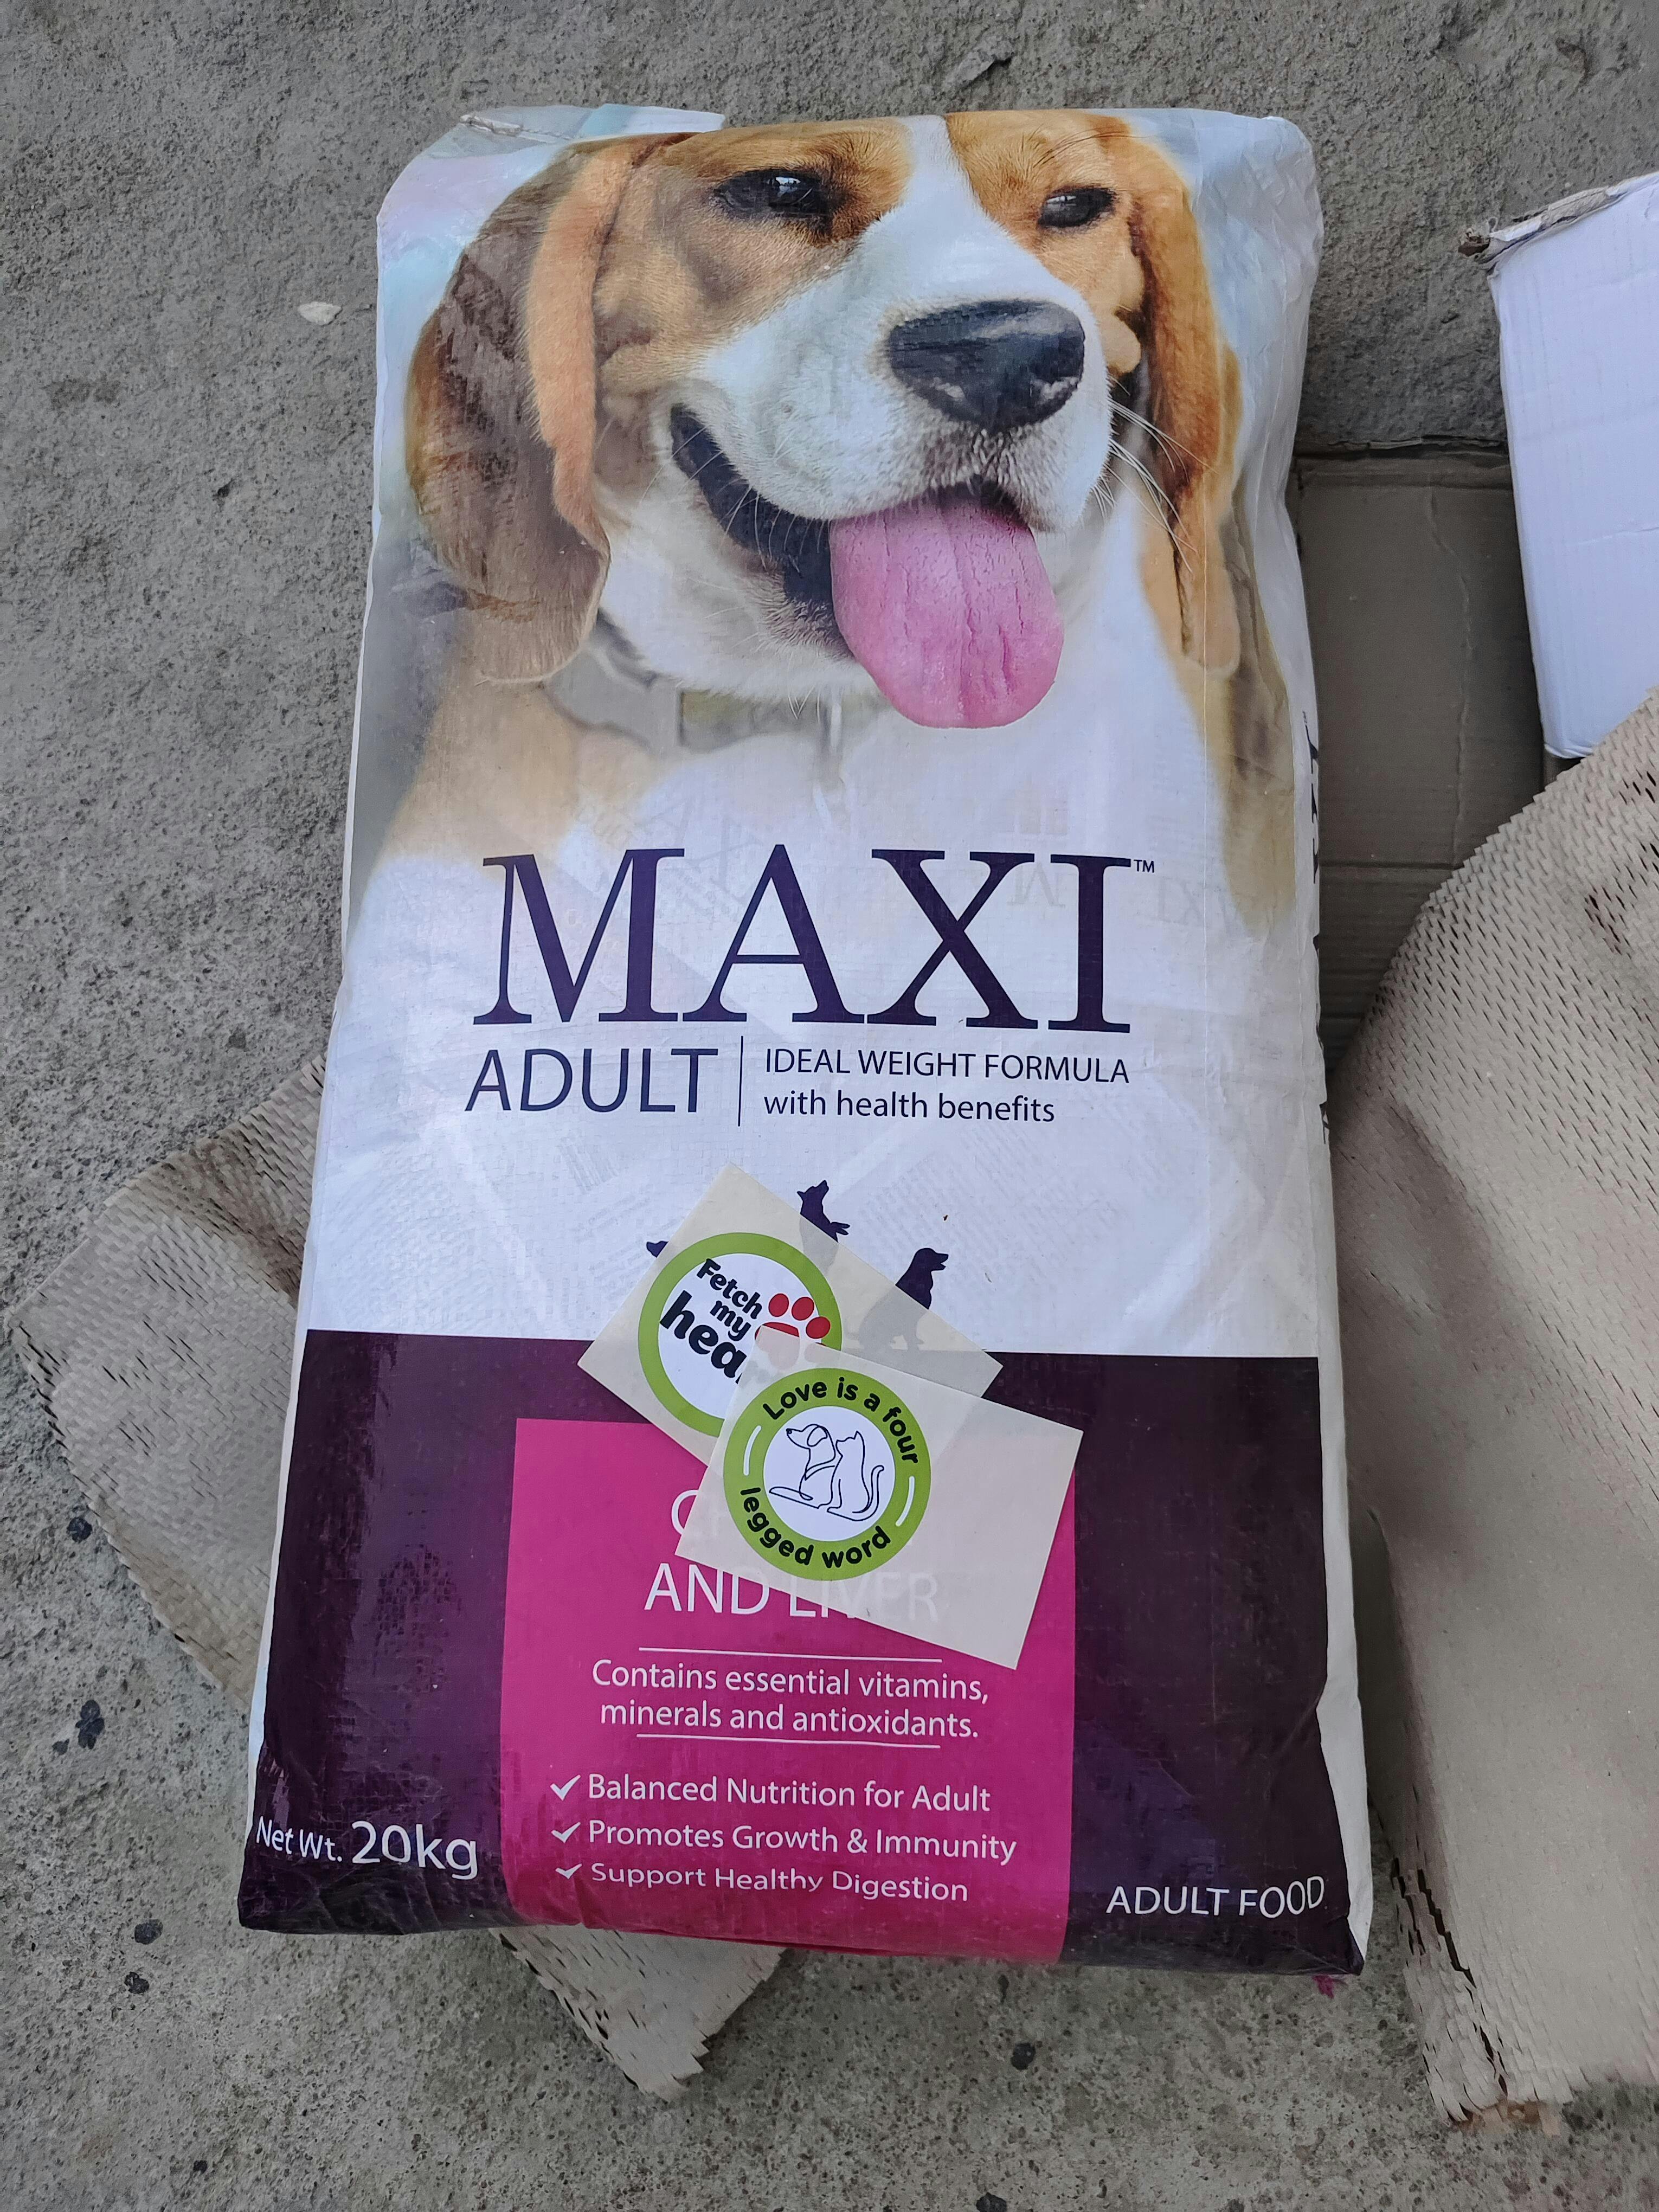 MAXI™
ADULT
IDEAL WEIGHT FORMULA
with health benefits
Fetch
my
Love is a four
legged word
AND LIVER
Contains essential vitamins,
minerals and antioxidants.
✓ Balanced Nutrition for Adult
✓ Promotes Growth & Immunity
✓ Support Healthy Digestion
Net Wt. 20kg
ADULT FOOD